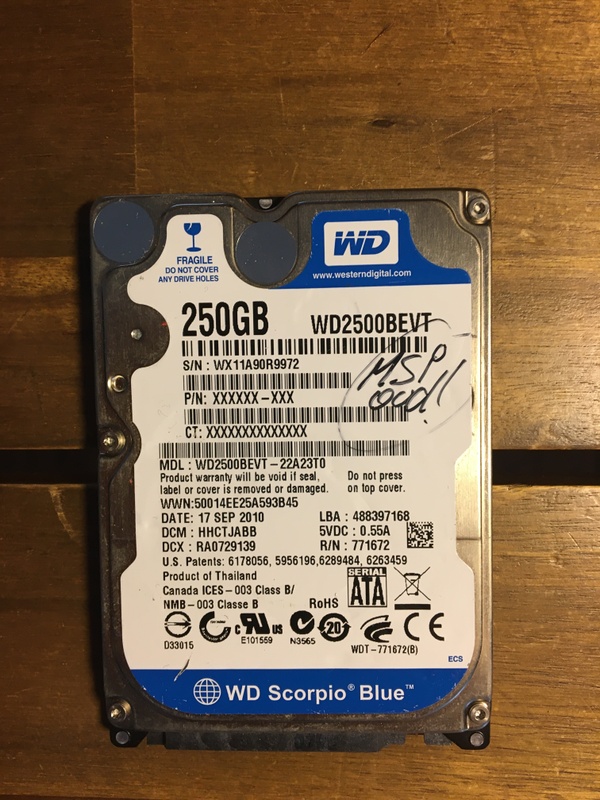 WD
www.westerndigital.com
FRAGILE
DO NOT COVER
ANY DRIVE HOLES
250GB WD2500BEVT
S/N : WX11A90R9972
MSP
oud!!
P/N: XXXXXX-XXX
CT: XXXXXXXXXXXXXX
MDL : WD2500BEVT-22A23T0
Product warranty will be void if seal, Do not press
label or cover is removed or damaged. on top cover.
WWN:50014EE25A593B45
DATE: 17 SEP 2010 LBA : 488397168
DCM : HHCTJABB 5VDC : 0.55A
DCX : RA0729139 R/N : 771672
U.S. Patents: 6178056, 5956196,6289484, 6263459
Product of Thailand
Canada ICES-003 Class B/
NMB-003 Classe B RoHS SERIAL ATA
c UR us 20 CE
D33015 E101559 N3565 WDT-771672(B)
ECS
WD Scorpio® Blue™